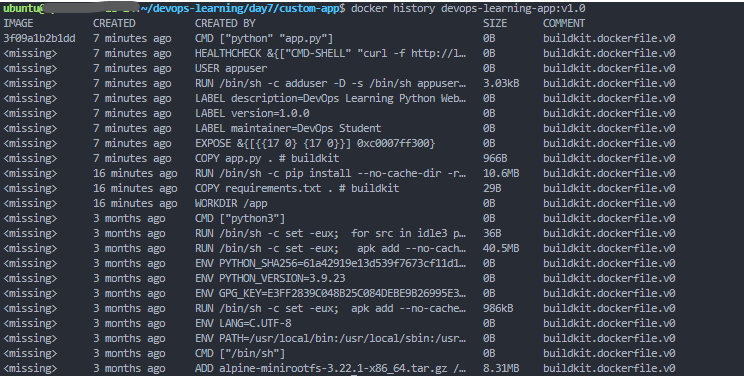 ubuntu@ :~/devops-learning/day7/custom-app$ docker history devops-learning-app:v1.0
IMAGE CREATED CREATED BY SIZE COMMENT
3f09a1b2b1dd 7 minutes ago CMD ["python" "app.py"] 0B buildkit.dockerfile.v0
<missing> 7 minutes ago HEALTHCHECK &{["CMD-SHELL" "curl -f http://l… 0B buildkit.dockerfile.v0
<missing> 7 minutes ago USER appuser 0B buildkit.dockerfile.v0
<missing> 7 minutes ago RUN /bin/sh -c adduser -D -s /bin/sh appuser… 3.03kB buildkit.dockerfile.v0
<missing> 7 minutes ago LABEL description=DevOps Learning Python Web… 0B buildkit.dockerfile.v0
<missing> 7 minutes ago LABEL version=1.0.0 0B buildkit.dockerfile.v0
<missing> 7 minutes ago LABEL maintainer=DevOps Student 0B buildkit.dockerfile.v0
<missing> 7 minutes ago EXPOSE &{[{{17 0} {17 0}}] 0xc0007ff300} 0B buildkit.dockerfile.v0
<missing> 7 minutes ago COPY app.py . # buildkit 966B buildkit.dockerfile.v0
<missing> 16 minutes ago RUN /bin/sh -c pip install --no-cache-dir -r… 10.6MB buildkit.dockerfile.v0
<missing> 16 minutes ago COPY requirements.txt . # buildkit 29B buildkit.dockerfile.v0
<missing> 16 minutes ago WORKDIR /app 0B buildkit.dockerfile.v0
<missing> 3 months ago CMD ["python3"] 0B buildkit.dockerfile.v0
<missing> 3 months ago RUN /bin/sh -c set -eux; for src in idle3 p… 36B buildkit.dockerfile.v0
<missing> 3 months ago RUN /bin/sh -c set -eux; apk add --no-cach… 40.5MB buildkit.dockerfile.v0
<missing> 3 months ago ENV PYTHON_SHA256=61a42919e13d539f7673cf11d1… 0B buildkit.dockerfile.v0
<missing> 3 months ago ENV PYTHON_VERSION=3.9.23 0B buildkit.dockerfile.v0
<missing> 3 months ago ENV GPG_KEY=E3FF2839C048B25C084DEBE9B26995E3… 0B buildkit.dockerfile.v0
<missing> 3 months ago RUN /bin/sh -c set -eux; apk add --no-cache… 986kB buildkit.dockerfile.v0
<missing> 3 months ago ENV LANG=C.UTF-8 0B buildkit.dockerfile.v0
<missing> 3 months ago ENV PATH=/usr/local/bin:/usr/local/sbin:/usr… 0B buildkit.dockerfile.v0
<missing> 3 months ago CMD ["/bin/sh"] 0B buildkit.dockerfile.v0
<missing> 3 months ago ADD alpine-minirootfs-3.22.1-x86_64.tar.gz /… 8.31MB buildkit.dockerfile.v0